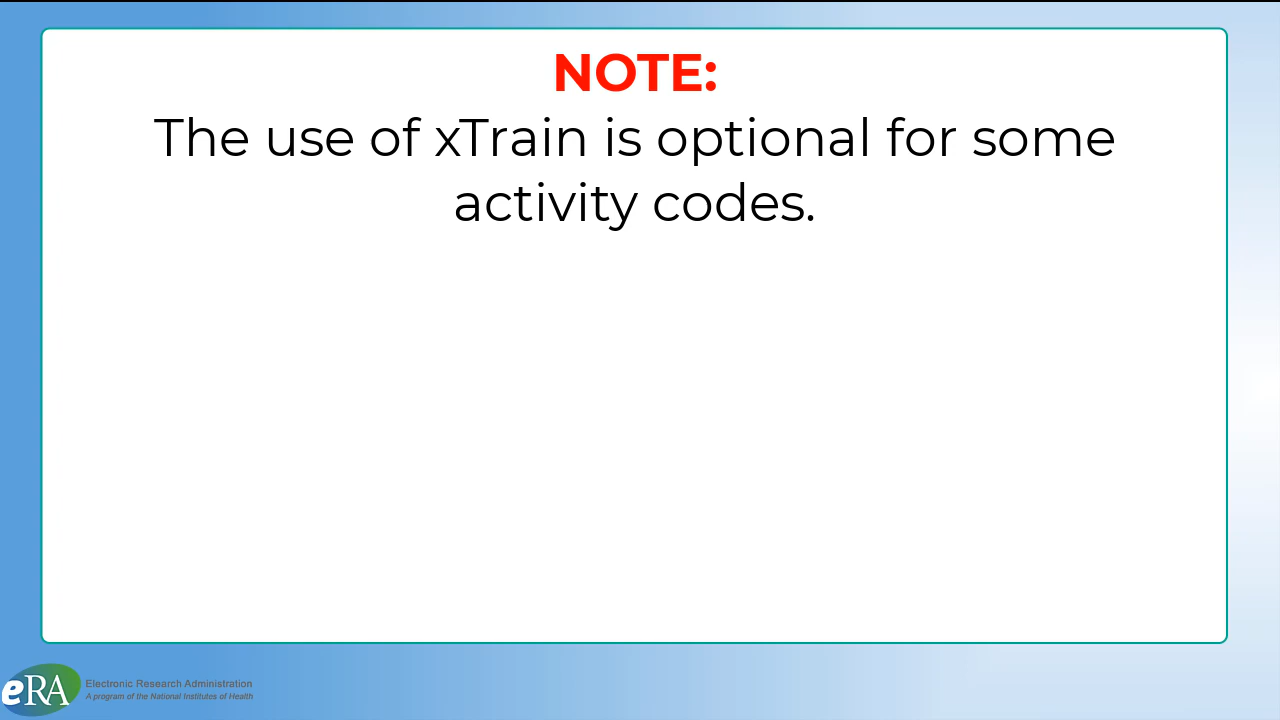 NOTE:
The use of xTrain is optional for some
activity codes.
eRA
Electronic Research Administration
A program of the National Institutes of Health